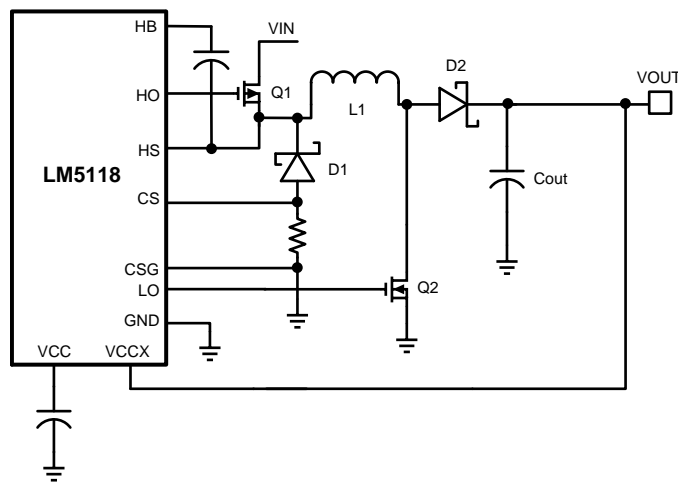 HB
VIN
D2
VOUT
HO
Q1
L1
HS
LM5118
D1
Cout
CS
CSG
LO
Q2
GND
VCC
VCCX